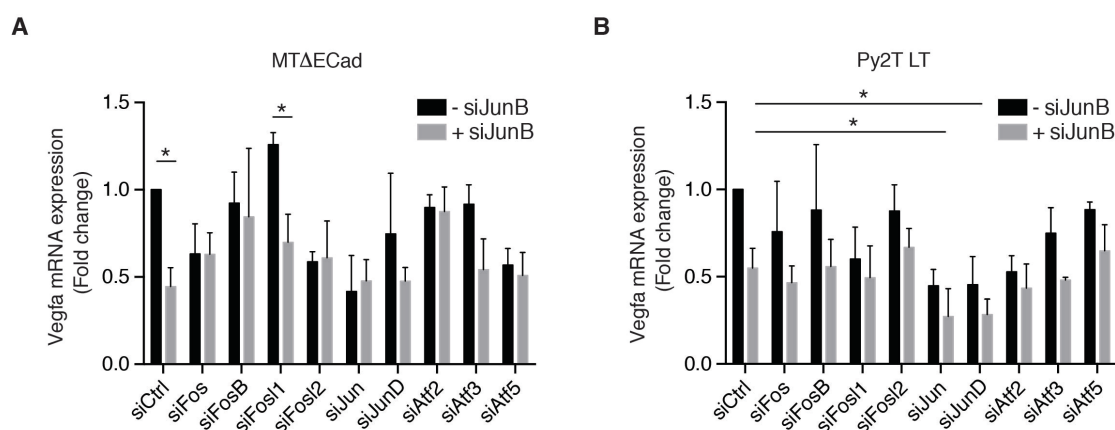 A
MTΔECad
Vegfa mRNA expression
(Fold change)
1.5
1.0
0.5
0.0
*
*
- siJunB
+ siJunB
siCtrl
siFos
siFosB
siFosl1
siFosl2
siJun
siJunD
siAtf2
siAtf3
siAtf5
B
Py2T LT
Vegfa mRNA expression
(Fold change)
1.5
1.0
0.5
0.0
*
*
- siJunB
+ siJunB
siCtrl
siFos
siFosB
siFosl1
siFosl2
siJun
siJunD
siAtf2
siAtf3
siAtf5